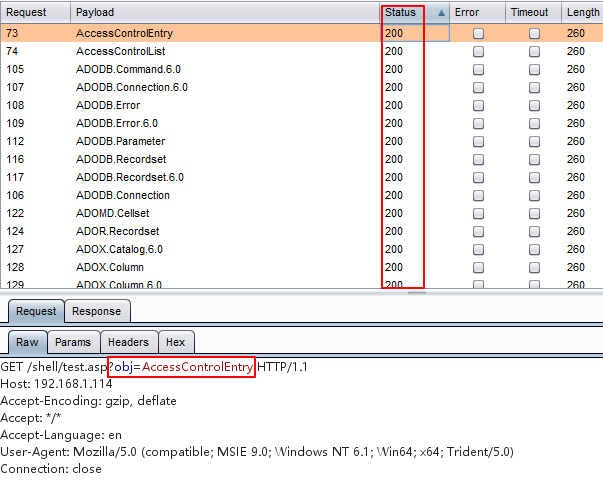 Request Payload Status Error Timeout Length
73 AccessControlEntry 200 260
74 AccessControlList 200 260
105 ADODB.Command.6.0 200 260
107 ADODB.Connection.6.0 200 260
108 ADODB.Error 200 260
109 ADODB.Error.6.0 200 260
112 ADODB.Parameter 200 260
116 ADODB.Recordset 200 260
117 ADODB.Recordset.6.0 200 260
106 ADODB.Connection 200 260
122 ADOMD.Cellset 200 260
124 ADOR.Recordset 200 260
127 ADOX.Catalog.6.0 200 260
128 ADOX.Column 200 260
129 ADOX.Column.6.0 200 260
Request Response
Raw Params Headers Hex
GET /shell/test.asp?obj=AccessControlEntry HTTP/1.1
Host: 192.168.1.114
Accept-Encoding: gzip, deflate
Accept: */*
Accept-Language: en
User-Agent: Mozilla/5.0 (compatible; MSIE 9.0; Windows NT 6.1; Win64; x64; Trident/5.0)
Connection: close